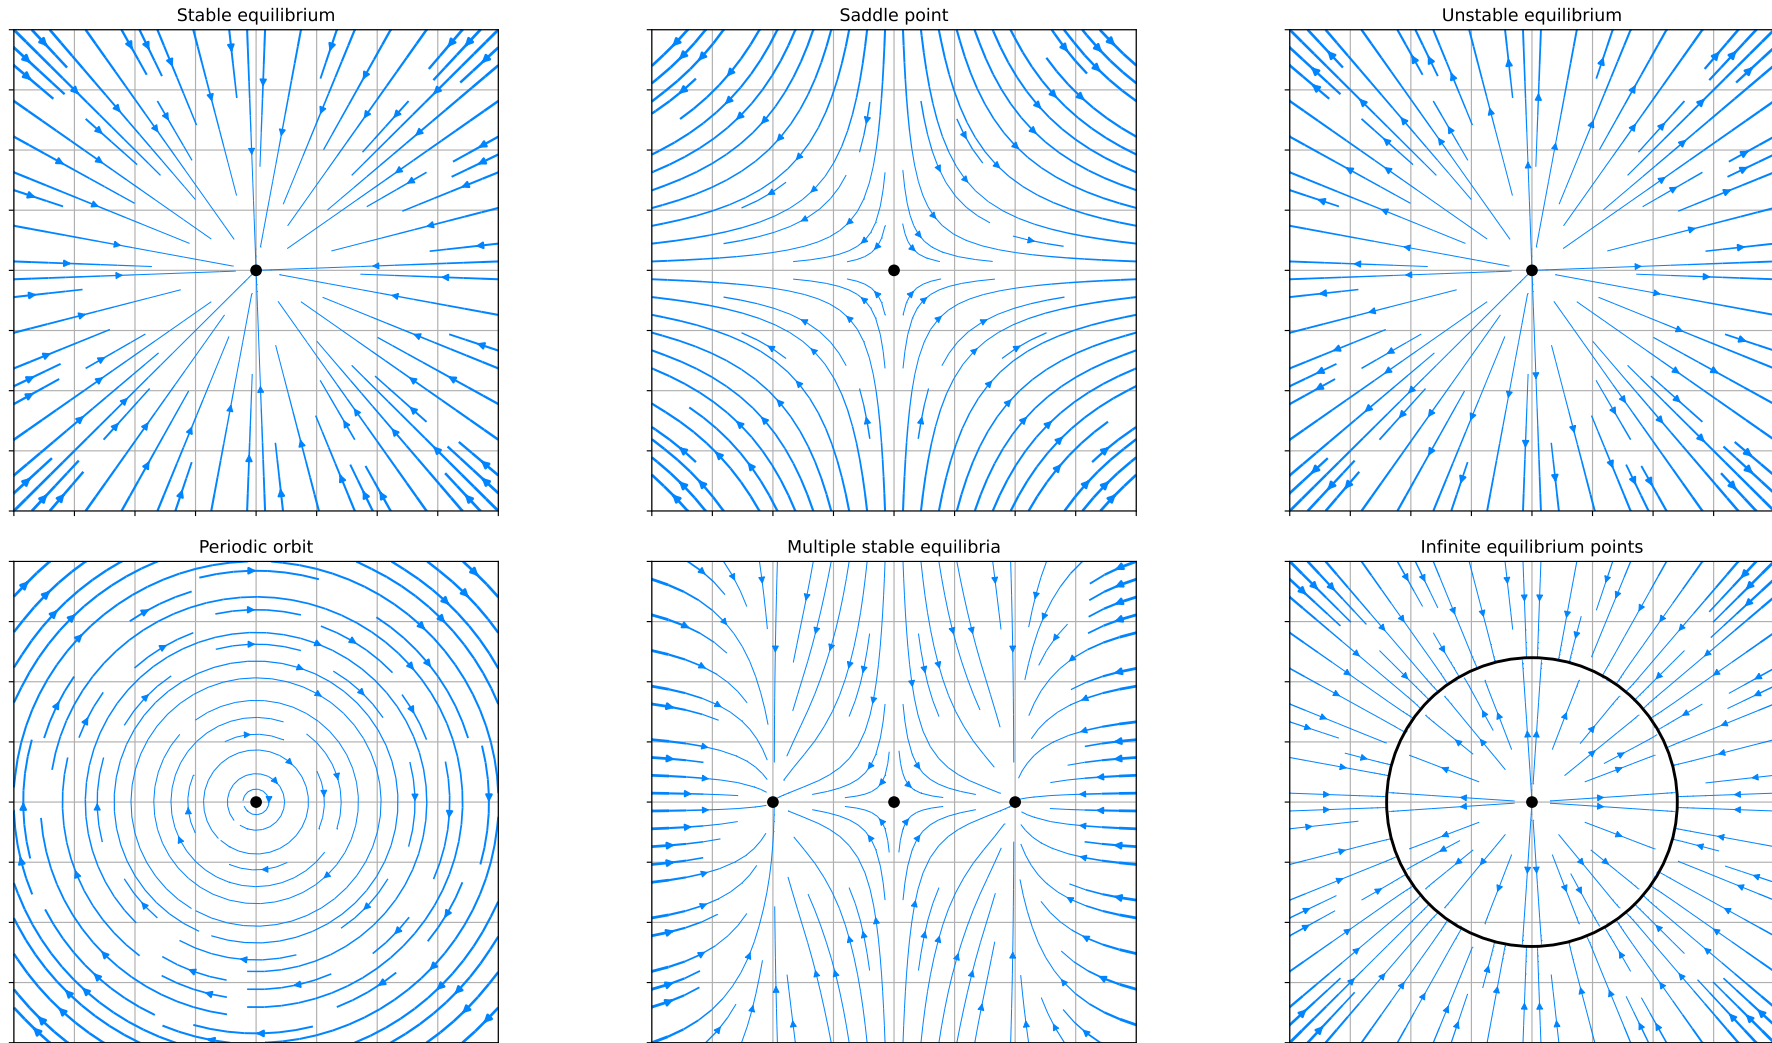 Stable equilibrium
Saddle point
Unstable equilibrium
Periodic orbit
Multiple stable equilibria
Infinite equilibrium points